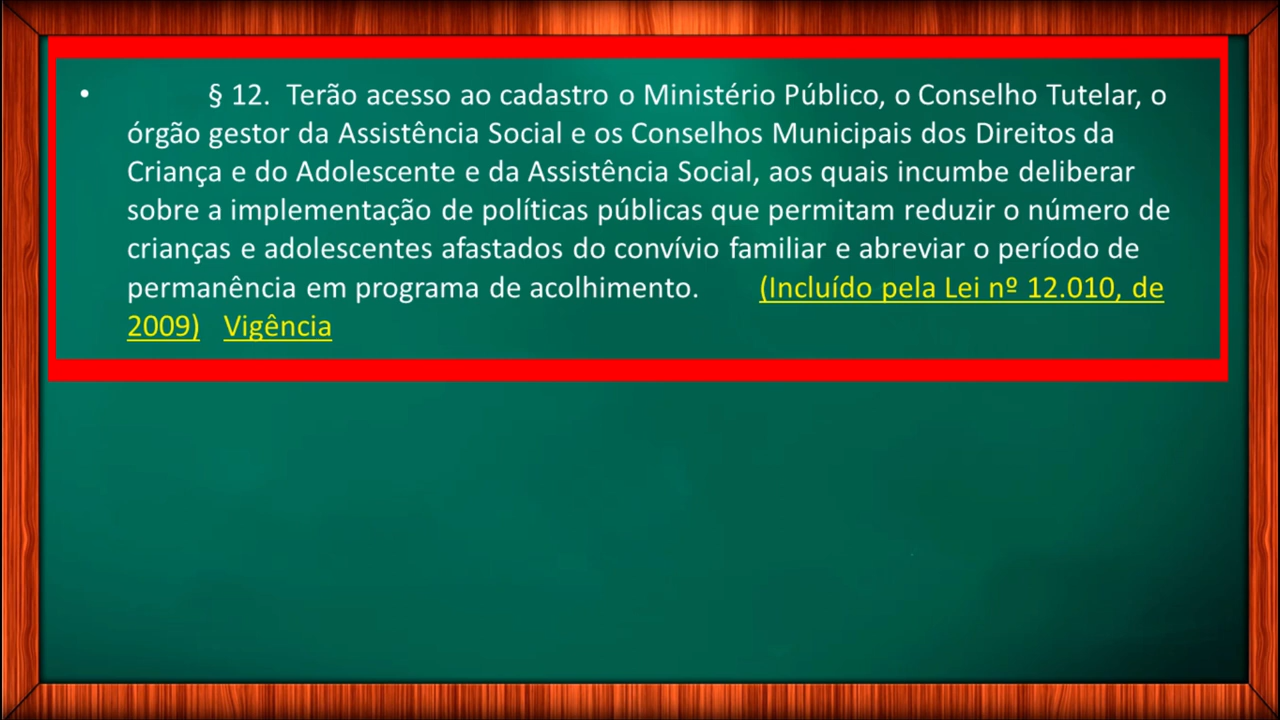 • § 12. Terão acesso ao cadastro o Ministério Público, o Conselho Tutelar, o
órgão gestor da Assistência Social e os Conselhos Municipais dos Direitos da
Criança e do Adolescente e da Assistência Social, aos quais incumbe deliberar
sobre a implementação de políticas públicas que permitam reduzir o número de
crianças e adolescentes afastados do convívio familiar e abreviar o período de
permanência em programa de acolhimento. (Incluído pela Lei nº 12.010, de
2009) Vigência